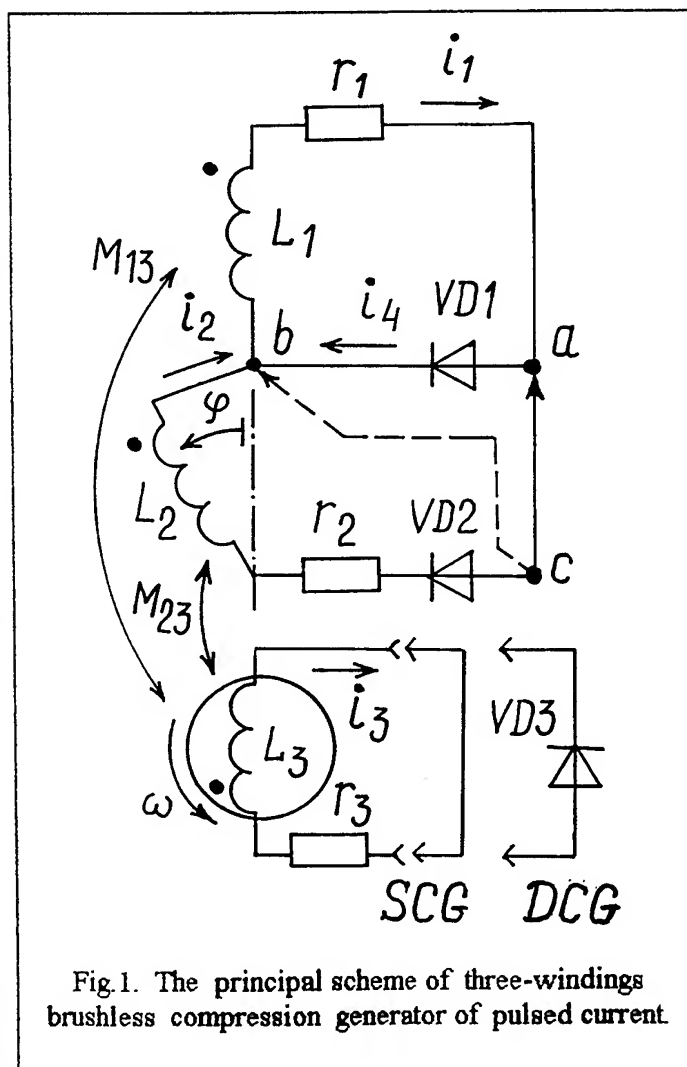 r1
i1
L1
M13
i2
b
i4
VD1
a
φ
L2
r2
VD2
c
M23
i3
VD3
L3
ω
r3
SCG
DCG
Fig.1. The principal scheme of three-windings
brushless compression generator of pulsed current.